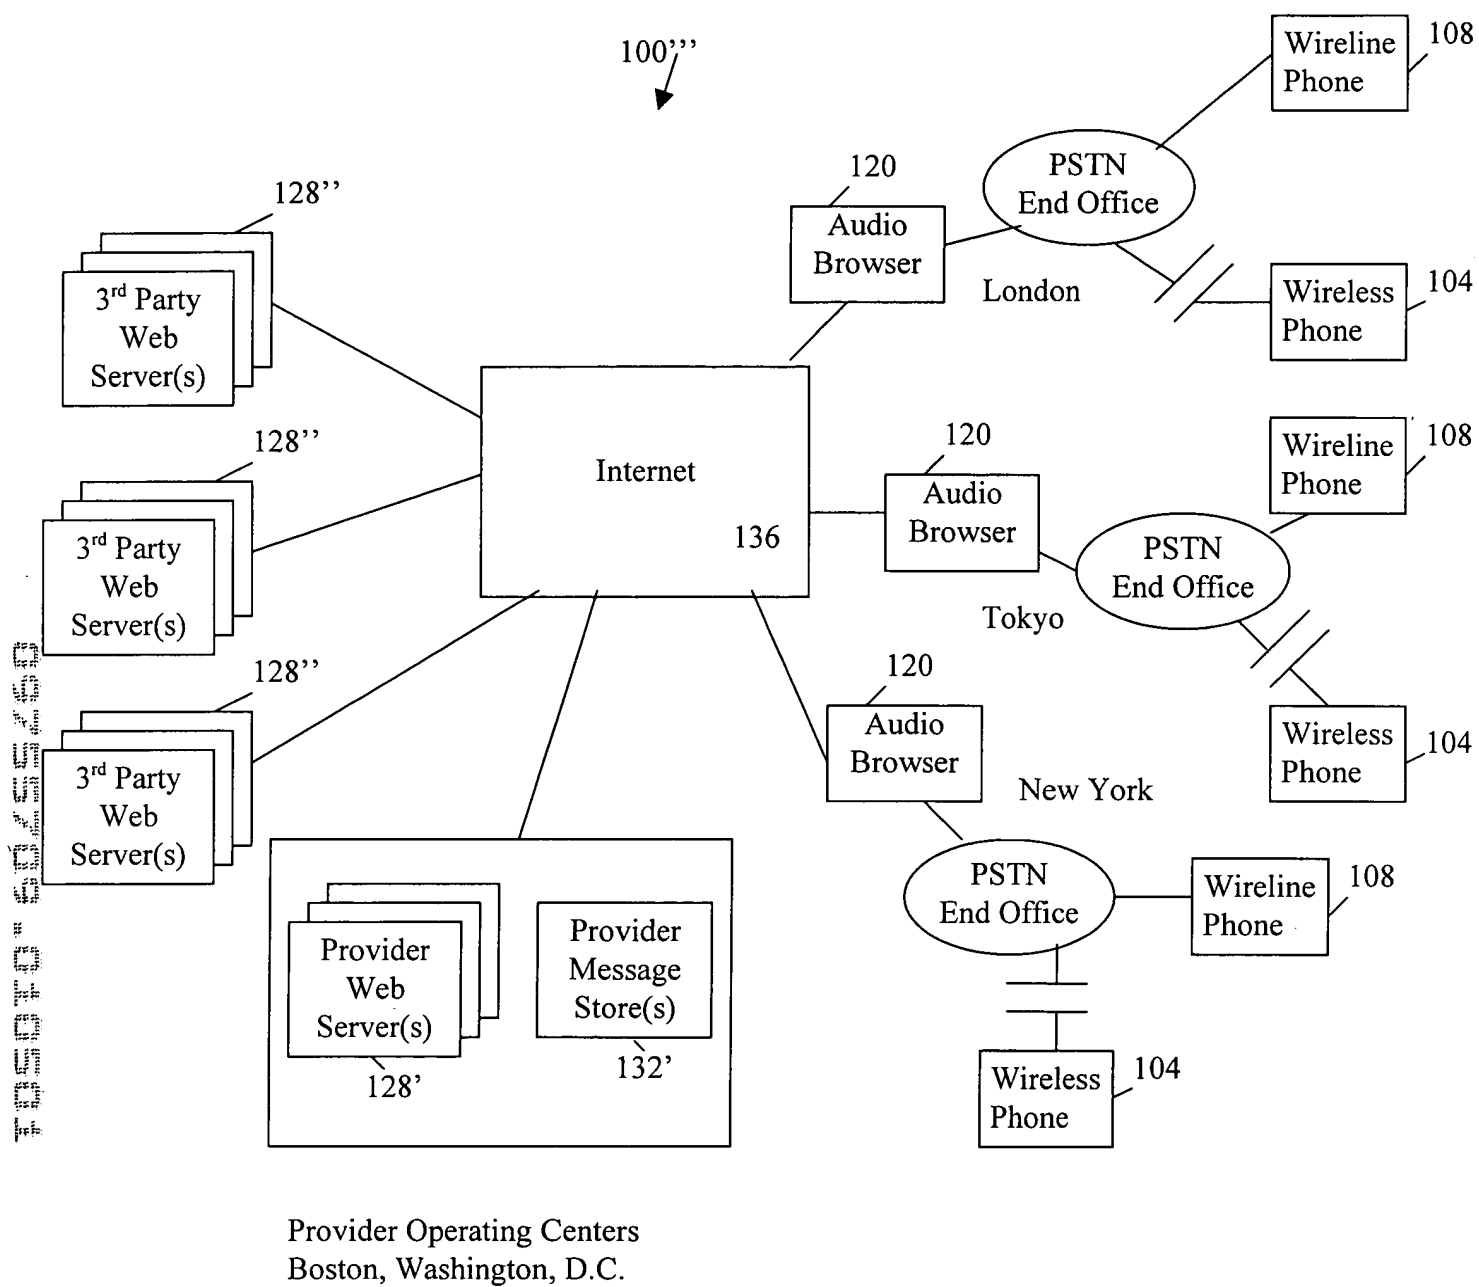 100'''
Wireline
Phone
108
PSTN
End Office
120
Audio
Browser
London
Wireless
Phone
104
128''
3rd Party
Web
Server(s)
128''
3rd Party
Web
Server(s)
128''
3rd Party
Web
Server(s)
Internet
136
120
Audio
Browser
Tokyo
PSTN
End Office
Wireline
Phone
108
Wireless
Phone
104
120
Audio
Browser
New York
PSTN
End Office
Wireline
Phone
108
Wireless
Phone
104
Provider
Web
Server(s)
128'
Provider
Message
Store(s)
132'
Provider Operating Centers
Boston, Washington, D.C.